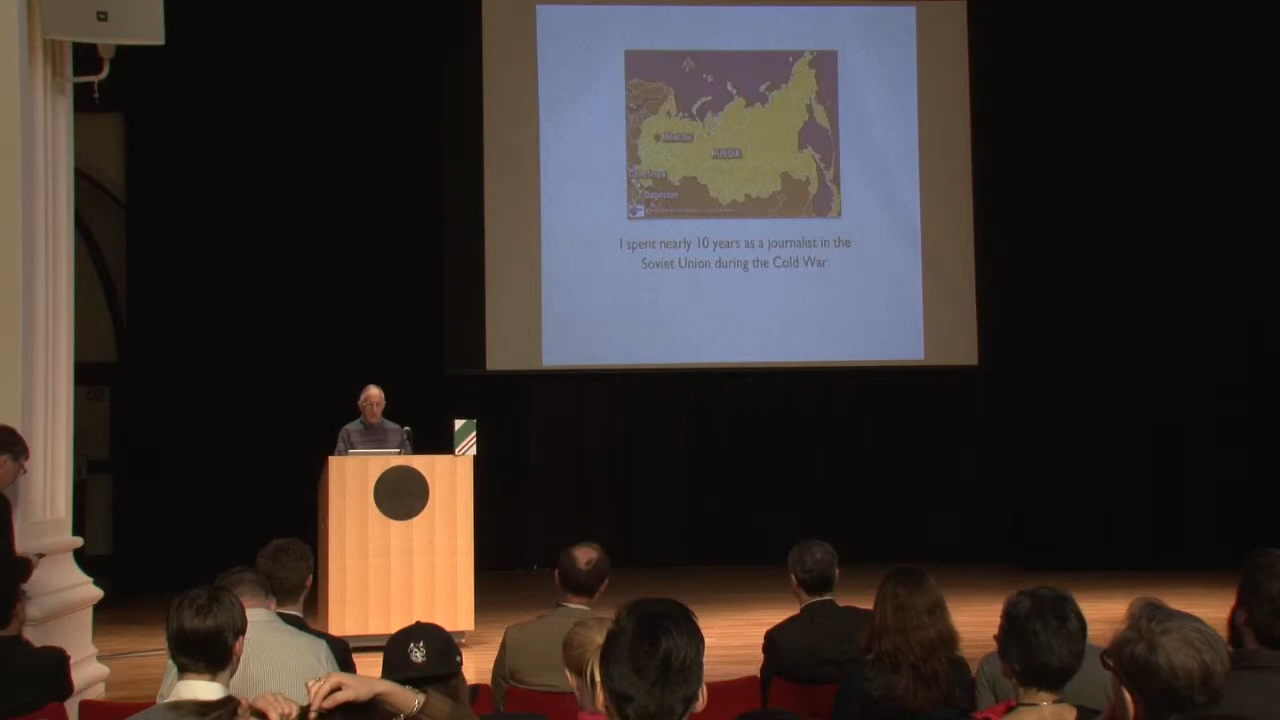 Moscow
RUSSIA
Chechnya
Dagestan
I spent nearly 10 years as a journalist in the
Soviet Union during the Cold War.